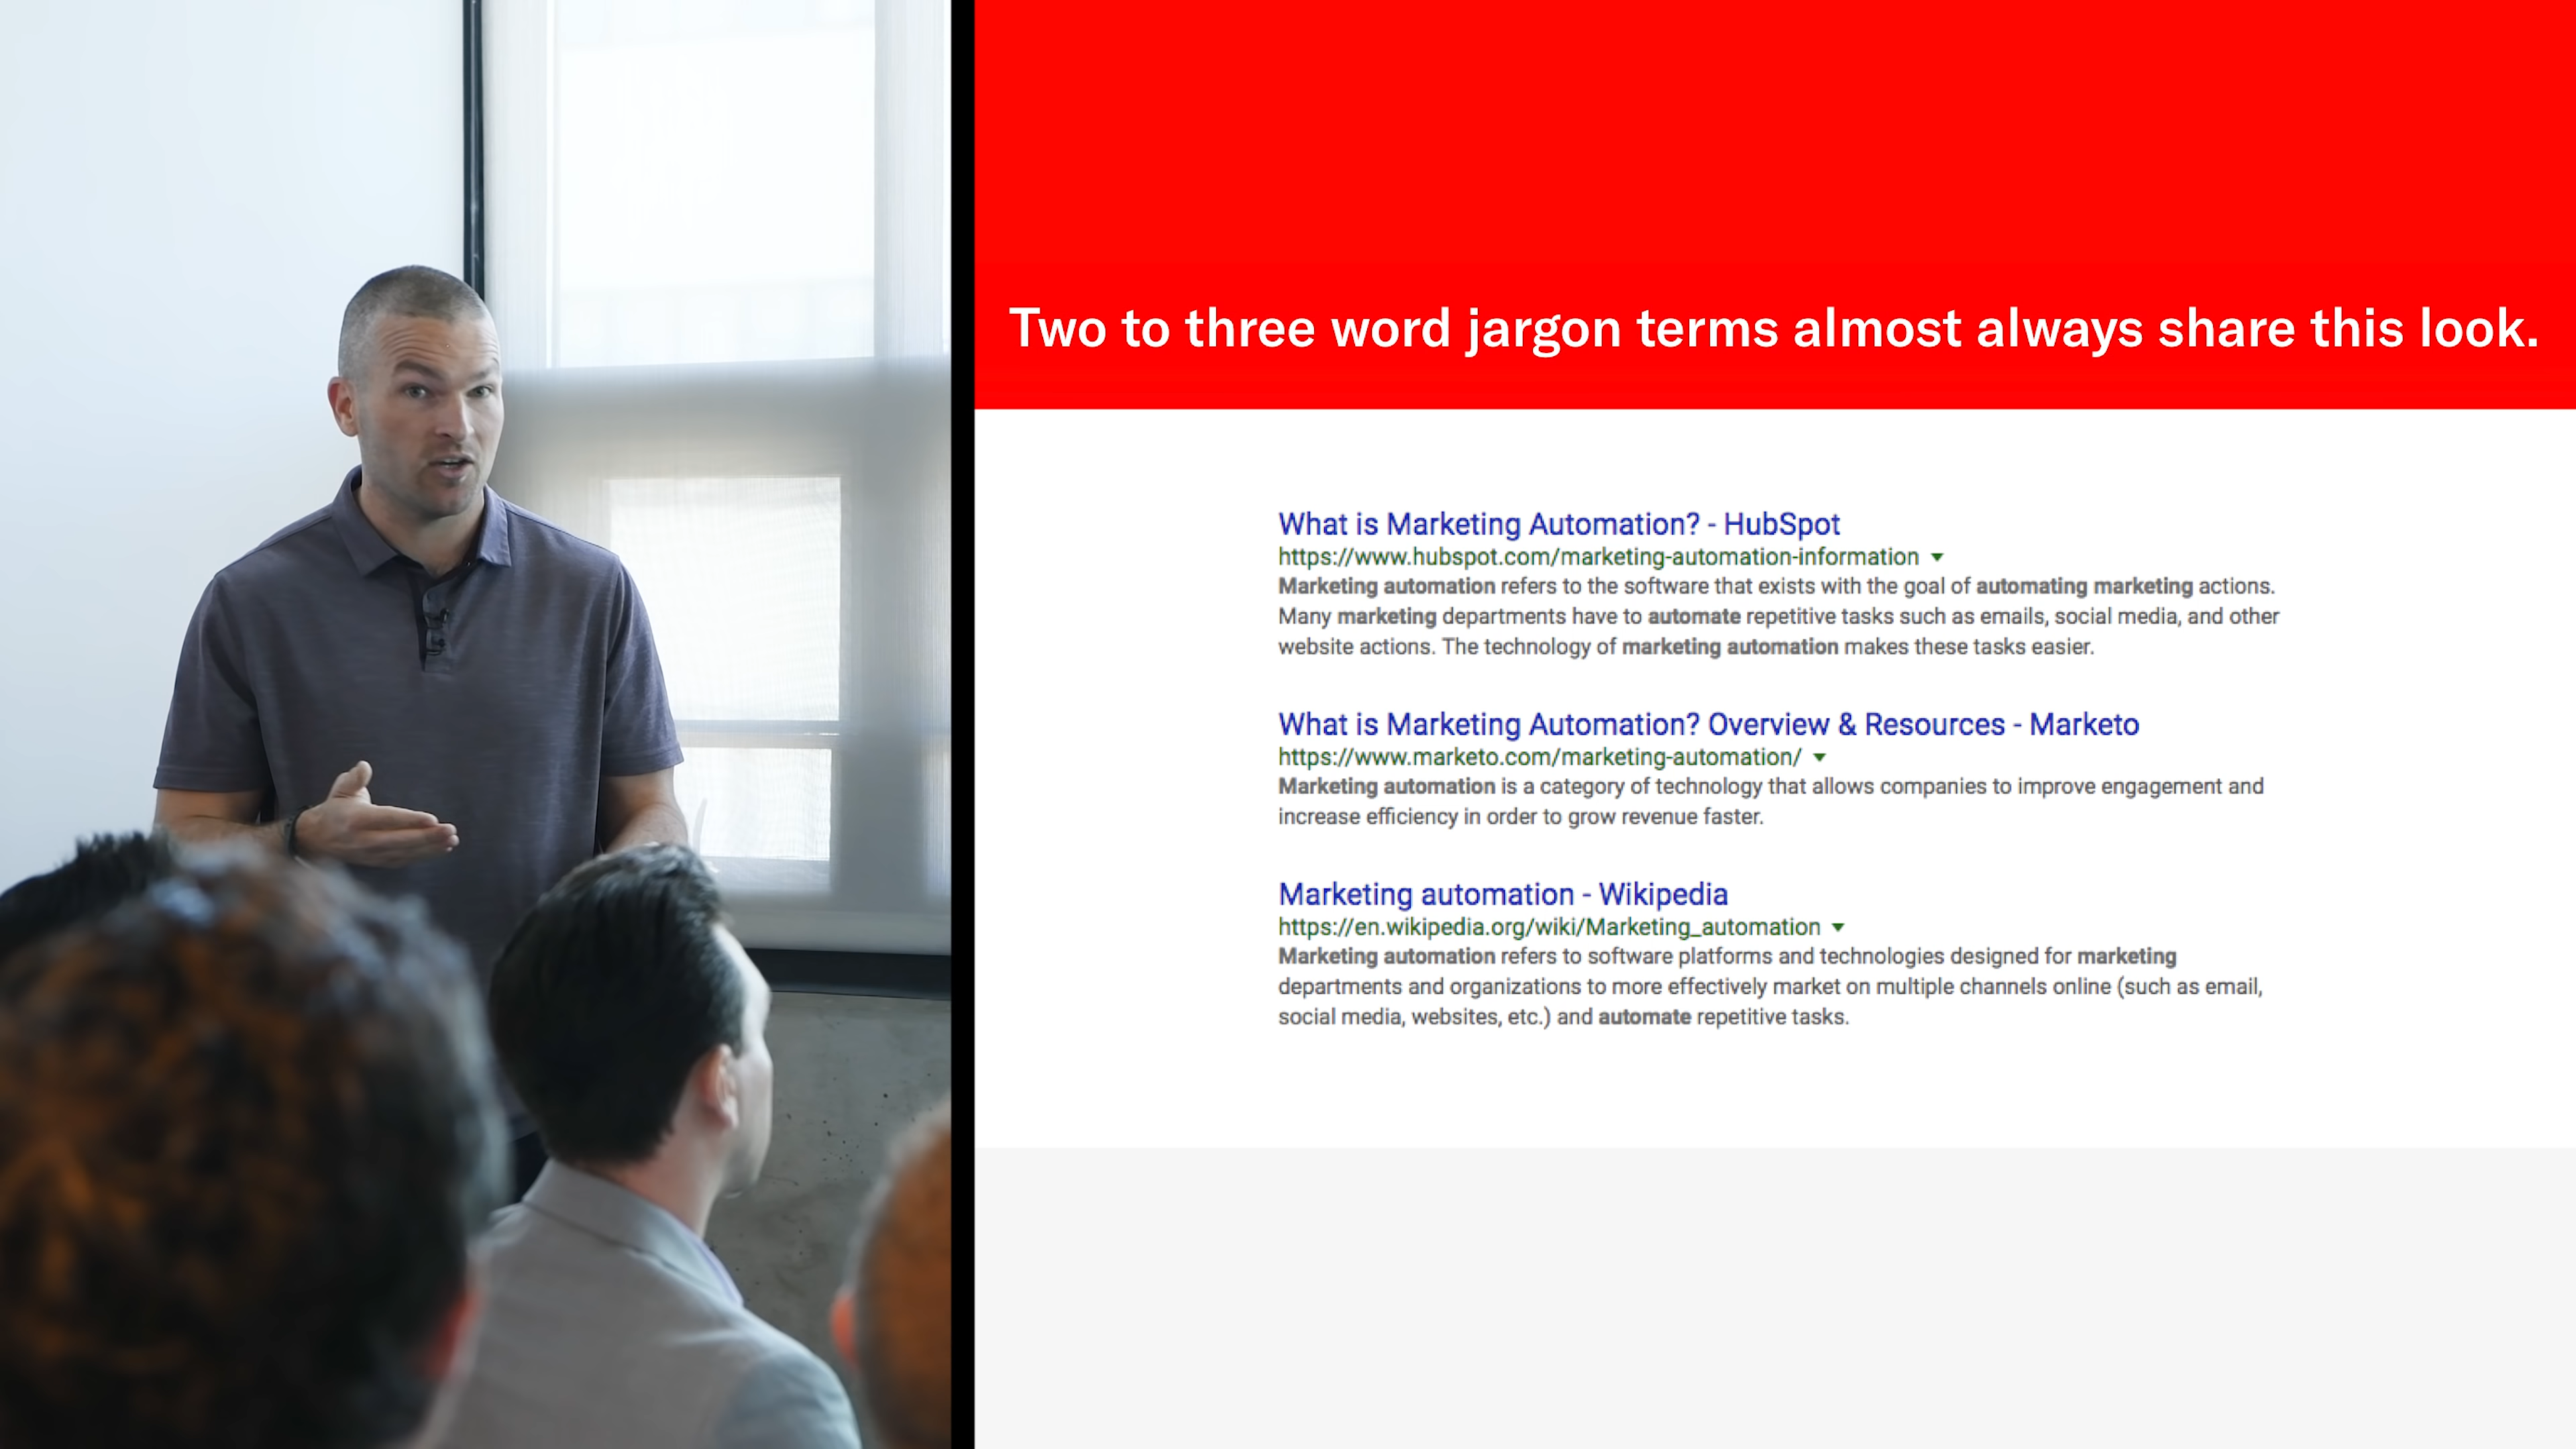 Two to three word jargon terms almost always share this look.
What is Marketing Automation? - HubSpot
https://www.hubspot.com/marketing-automation-information
Marketing automation refers to the software that exists with the goal of automating marketing actions.
Many marketing departments have to automate repetitive tasks such as emails, social media, and other
website actions. The technology of marketing automation makes these tasks easier.
What is Marketing Automation? Overview & Resources - Marketo
https://www.marketo.com/marketing-automation/
Marketing automation is a category of technology that allows companies to improve engagement and
increase efficiency in order to grow revenue faster.
Marketing automation - Wikipedia
https://en.wikipedia.org/wiki/Marketing_automation
Marketing automation refers to software platforms and technologies designed for marketing
departments and organizations to more effectively market on multiple channels online (such as email,
social media, websites, etc.) and automate repetitive tasks.